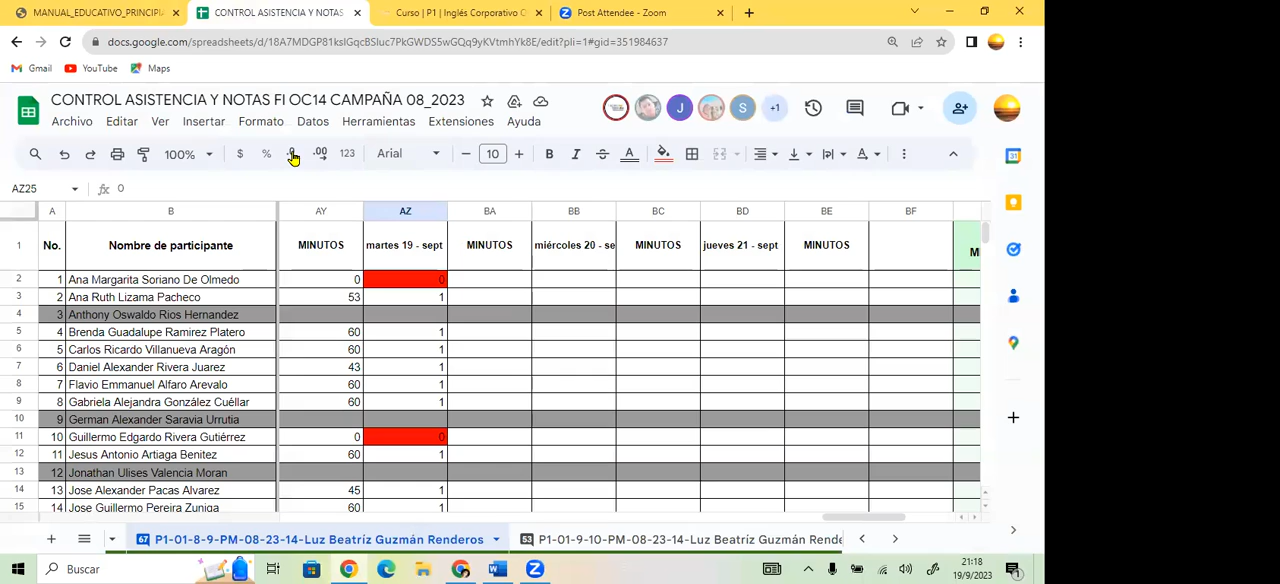 MANUAL_EDUCATIVO_PRINCIPI
CONTROL ASISTENCIA Y NOTAS
Curso | P1 | Inglés Corporativo
Post Attendee - Zoom
docs.google.com/spreadsheets/d/18A7MDGP81kslGqcBSluc7PkGWDS5wGQq9yKVtmhYk8E/edit?pli=1#gid=351984637
Gmail YouTube Maps
CONTROL ASISTENCIA Y NOTAS FI OC14 CAMPAÑA 08_2023
J S +1
Archivo Editar Ver Insertar Formato Datos Herramientas Extensiones Ayuda
100% $ % .0 .00 123 Arial 10 B I A A
AZ25 fx 0
A B AY AZ BA BB BC BD BE BF
1 No. Nombre de participante MINUTOS martes 19 - sept MINUTOS miércoles 20 - se MINUTOS jueves 21 - sept MINUTOS M
2 1 Ana Margarita Soriano De Olmedo 0 0
3 2 Ana Ruth Lizama Pacheco 53 1
4 3 Anthony Oswaldo Rios Hernandez
5 4 Brenda Guadalupe Ramirez Platero 60 1
6 5 Carlos Ricardo Villanueva Aragón 60 1
7 6 Daniel Alexander Rivera Juarez 43 1
8 7 Flavio Emmanuel Alfaro Arevalo 60 1
9 8 Gabriela Alejandra González Cuéllar 60 1
10 9 German Alexander Saravia Urrutia
11 10 Guillermo Edgardo Rivera Gutiérrez 0 0
12 11 Jesus Antonio Artiaga Benitez 60 1
13 12 Jonathan Ulises Valencia Moran
14 13 Jose Alexander Pacas Alvarez 45 1
15 14 Jose Guillermo Pereira Zuniga 60 1
67 P1-01-8-9-PM-08-23-14-Luz Beatríz Guzmán Renderos
53 P1-01-9-10-PM-08-23-14-Luz Beatríz Guzmán Rende
Buscar
21:18
19/9/2023